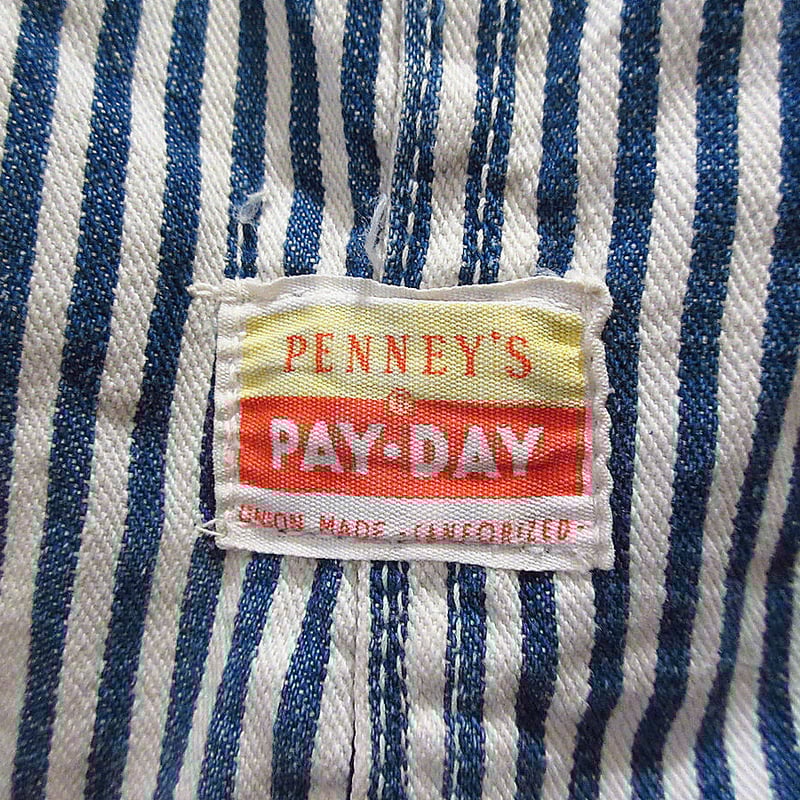 PENNEY'S
PAY-DAY
UNION MADE - SANFORIZED -